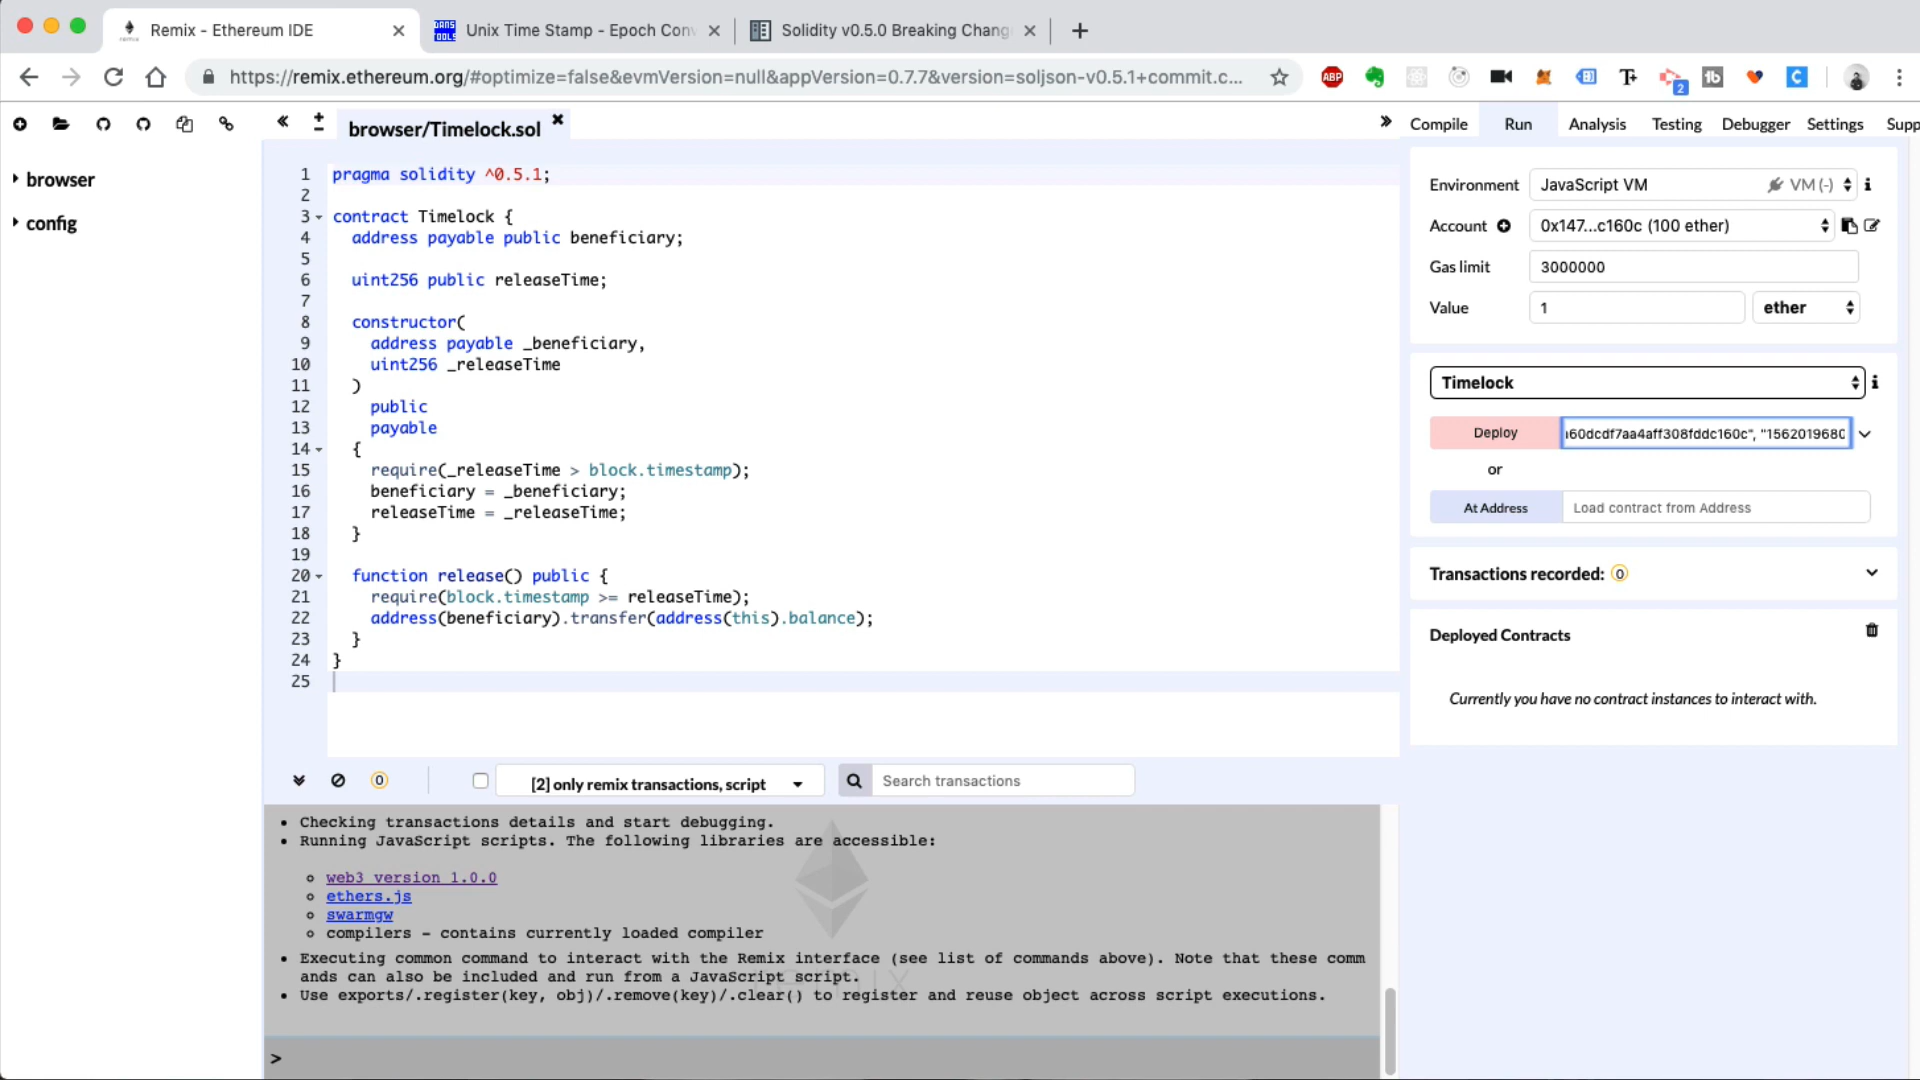 Remix - Ethereum IDE
Unix Time Stamp - Epoch Conv
Solidity v0.5.0 Breaking Chang
https://remix.ethereum.org/#optimize=false&evmVersion=null&appVersion=0.7.7&version=soljson-v0.5.1+commit.c...
ABP
2
1b
C
browser/Timelock.sol
Compile Run Analysis Testing Debugger Settings Supp
browser
config
1 pragma solidity ^0.5.1;
2
3 contract Timelock {
4 address payable public beneficiary;
5
6 uint256 public releaseTime;
7
8 constructor(
9 address payable _beneficiary,
10 uint256 _releaseTime
11 )
12 public
13 payable
14 {
15 require(_releaseTime > block.timestamp);
16 beneficiary = _beneficiary;
17 releaseTime = _releaseTime;
18 }
19
20 function release() public {
21 require(block.timestamp >= releaseTime);
22 address(beneficiary).transfer(address(this).balance);
23 }
24 }
25
Environment JavaScript VM VM (-)
Account 0x147...c160c (100 ether)
Gas limit 3000000
Value 1 ether
Timelock
Deploy 60dcdf7aa4aff308fddc160c", "1562019680
or
At Address Load contract from Address
Transactions recorded: 0
Deployed Contracts
Currently you have no contract instances to interact with.
0 [2] only remix transactions, script Search transactions
• Checking transactions details and start debugging.
• Running JavaScript scripts. The following libraries are accessible:
web3 version 1.0.0
ethers.js
swarmgw
compilers - contains currently loaded compiler
• Executing common command to interact with the Remix interface (see list of commands above). Note that these comm
ands can also be included and run from a JavaScript script.
• Use exports/.register(key, obj)/.remove(key)/.clear() to register and reuse object across script executions.
>